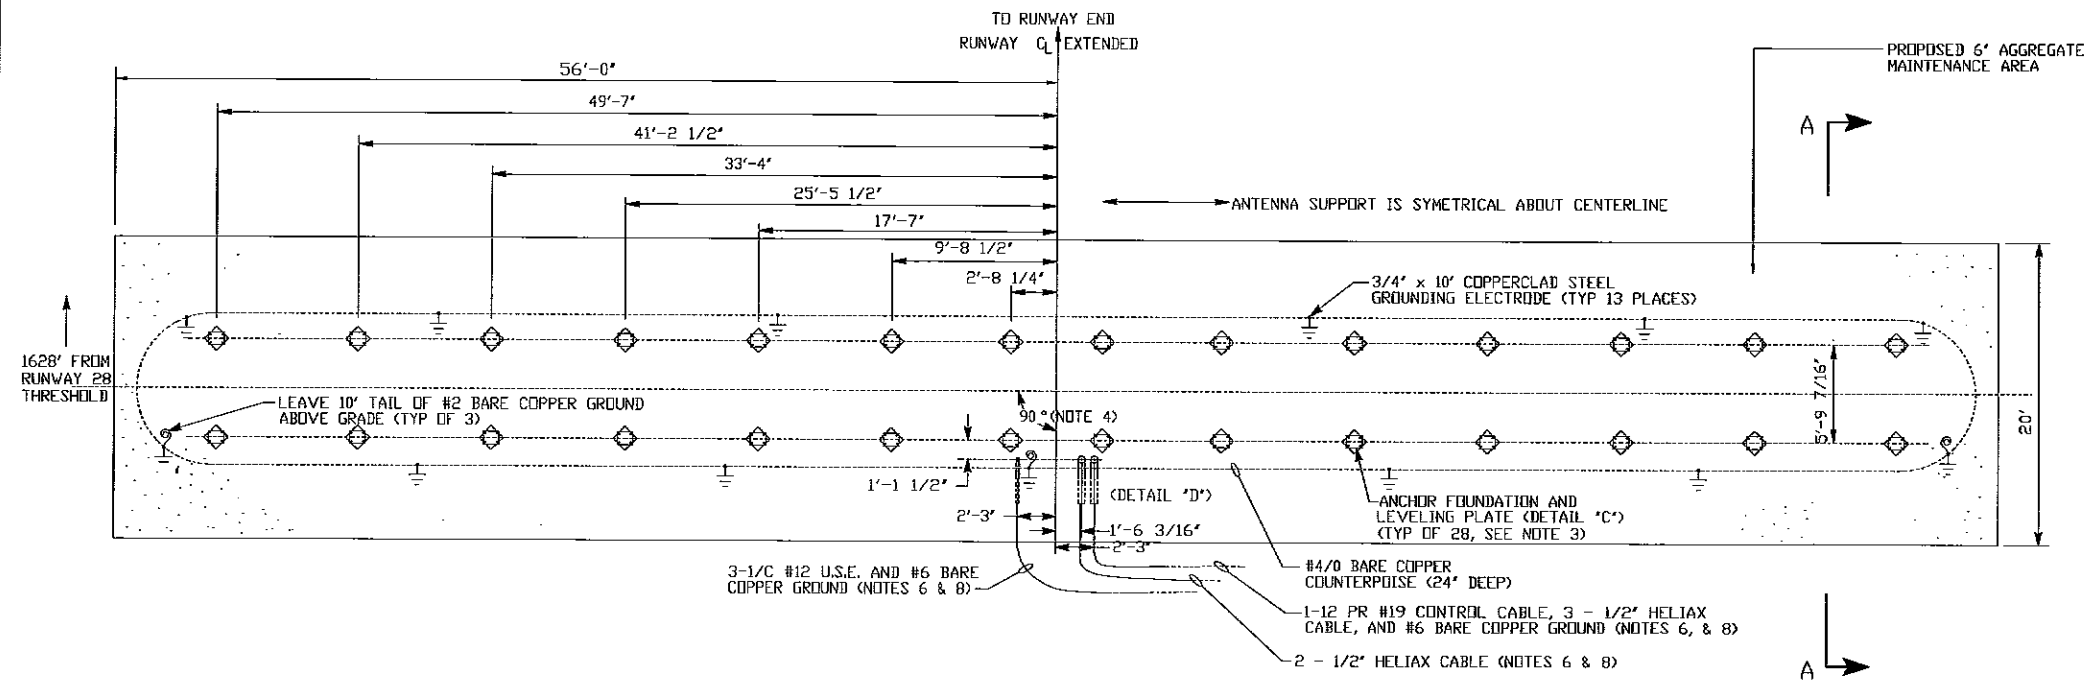 TO RUNWAY END
RUNWAY CL EXTENDED
PROPOSED 6" AGGREGATE
MAINTENANCE AREA
56'-0"
49'-7"
41'-2 1/2"
33'-4"
25'-5 1/2"
17'-7"
9'-8 1/2"
2'-8 1/4"
A
ANTENNA SUPPORT IS SYMETRICAL ABOUT CENTERLINE
3/4" x 10' COPPERCLAD STEEL
GROUNDING ELECTRODE (TYP 13 PLACES)
1628' FROM
RUNWAY 28
THRESHOLD
LEAVE 10' TAIL OF #2 BARE COPPER GROUND
ABOVE GRADE (TYP OF 3)
90°(NOTE 4)
5'-9 7/16"
20'
1'-1 1/2"
(DETAIL "D")
2'-3"
1'-6 3/16"
2'-3"
ANCHOR FOUNDATION AND
LEVELING PLATE (DETAIL "C")
(TYP OF 28, SEE NOTE 3)
3-1/C #12 U.S.E. AND #6 BARE
COPPER GROUND (NOTES 6 & 8)
#4/0 BARE COPPER
COUNTERPOISE (24" DEEP)
1-12 PR #19 CONTROL CABLE, 3 - 1/2" HELIAX
CABLE, AND #6 BARE COPPER GROUND (NOTES 6, & 8)
2 - 1/2" HELIAX CABLE (NOTES 6 & 8)
A